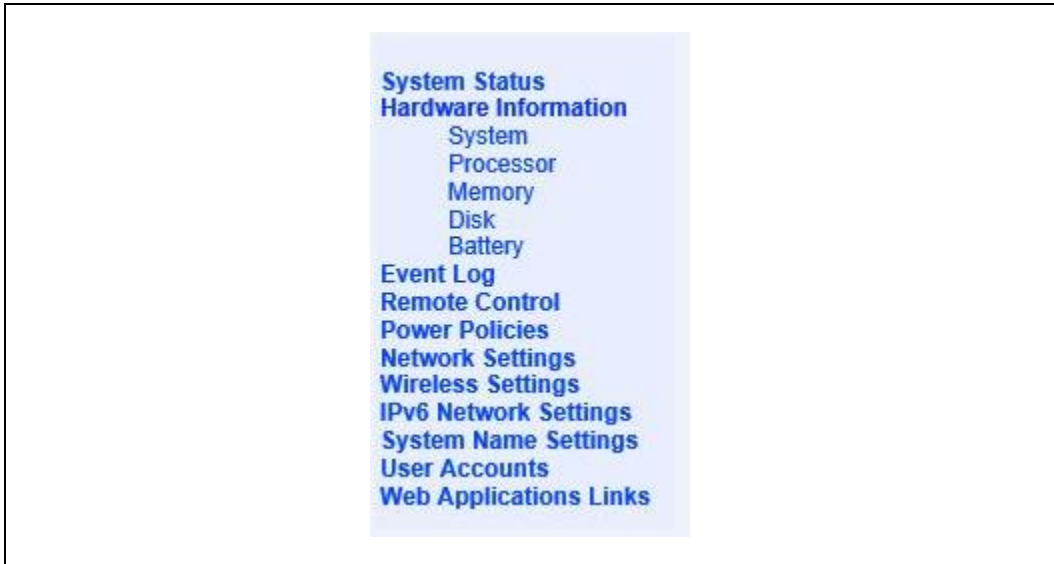 System Status
Hardware Information
System
Processor
Memory
Disk
Battery
Event Log
Remote Control
Power Policies
Network Settings
Wireless Settings
IPv6 Network Settings
System Name Settings
User Accounts
Web Applications Links